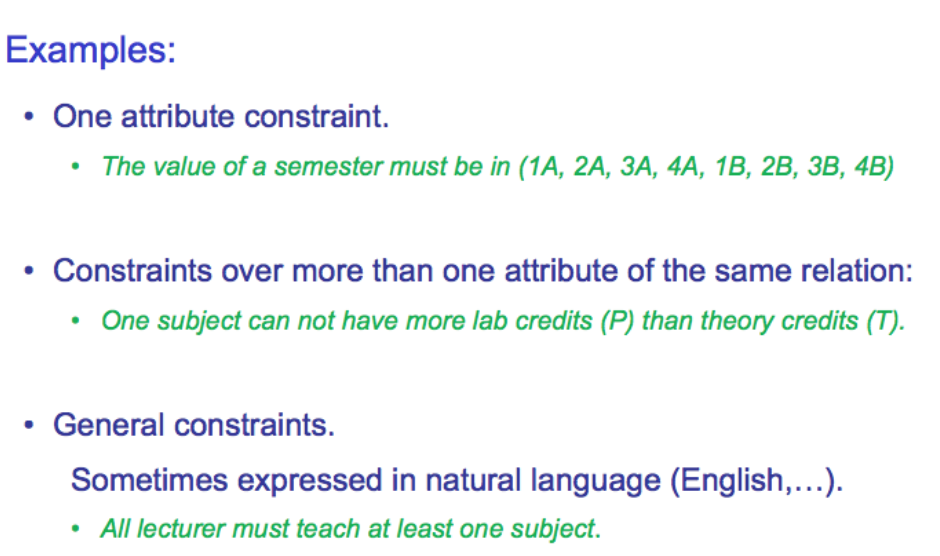 Examples:
• One attribute constraint.
• The value of a semester must be in (1A, 2A, 3A, 4A, 1B, 2B, 3B, 4B)
• Constraints over more than one attribute of the same relation:
• One subject can not have more lab credits (P) than theory credits (T).
• General constraints.
Sometimes expressed in natural language (English,...).
• All lecturer must teach at least one subject.